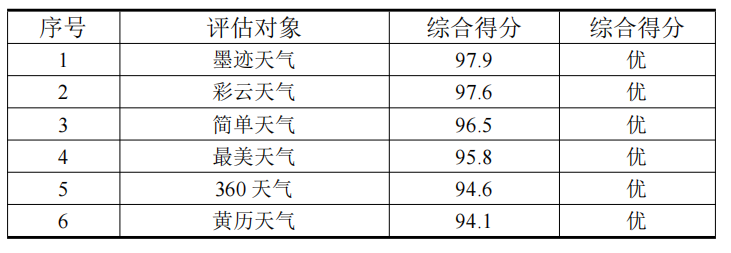 序号 评估对象 综合得分 综合得分
1 墨迹天气 97.9 优
2 彩云天气 97.6 优
3 简单天气 96.5 优
4 最美天气 95.8 优
5 360 天气 94.6 优
6 黄历天气 94.1 优